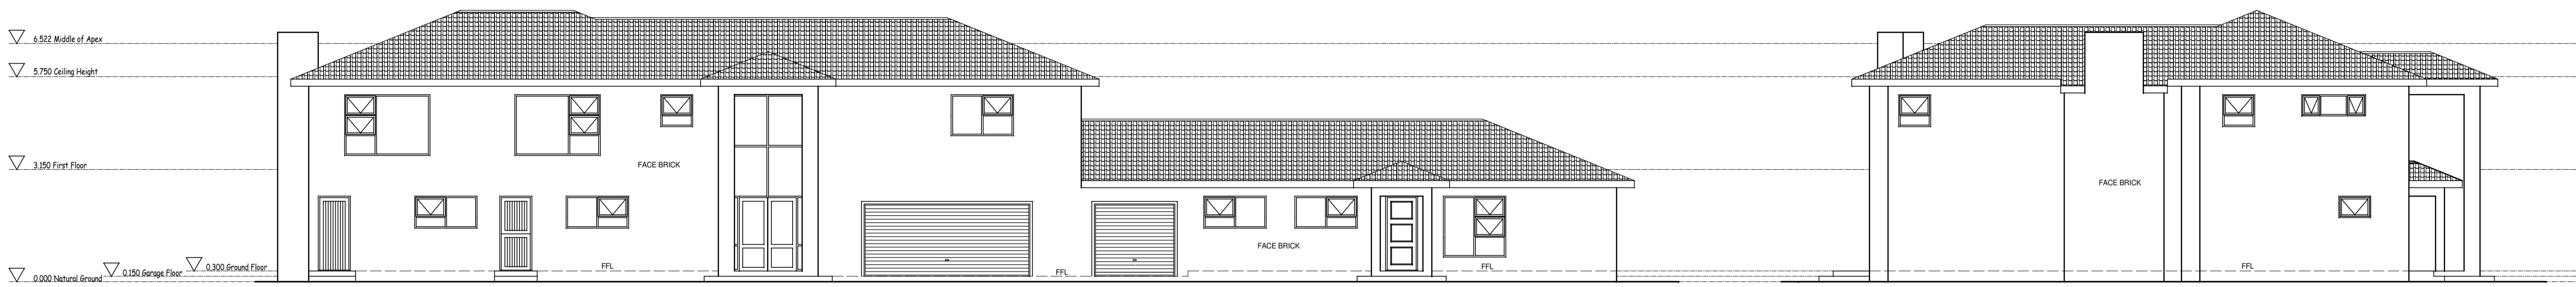 6.522 Middle of Apex
5.750 Ceiling Height
FACE BRICK
3.150 First Floor
FACE BRICK
FACE BRICK
FFL
FFL
FFL
FFL
0.300 Ground Floor
0.150 Garage Floor
0.000 Natural Ground